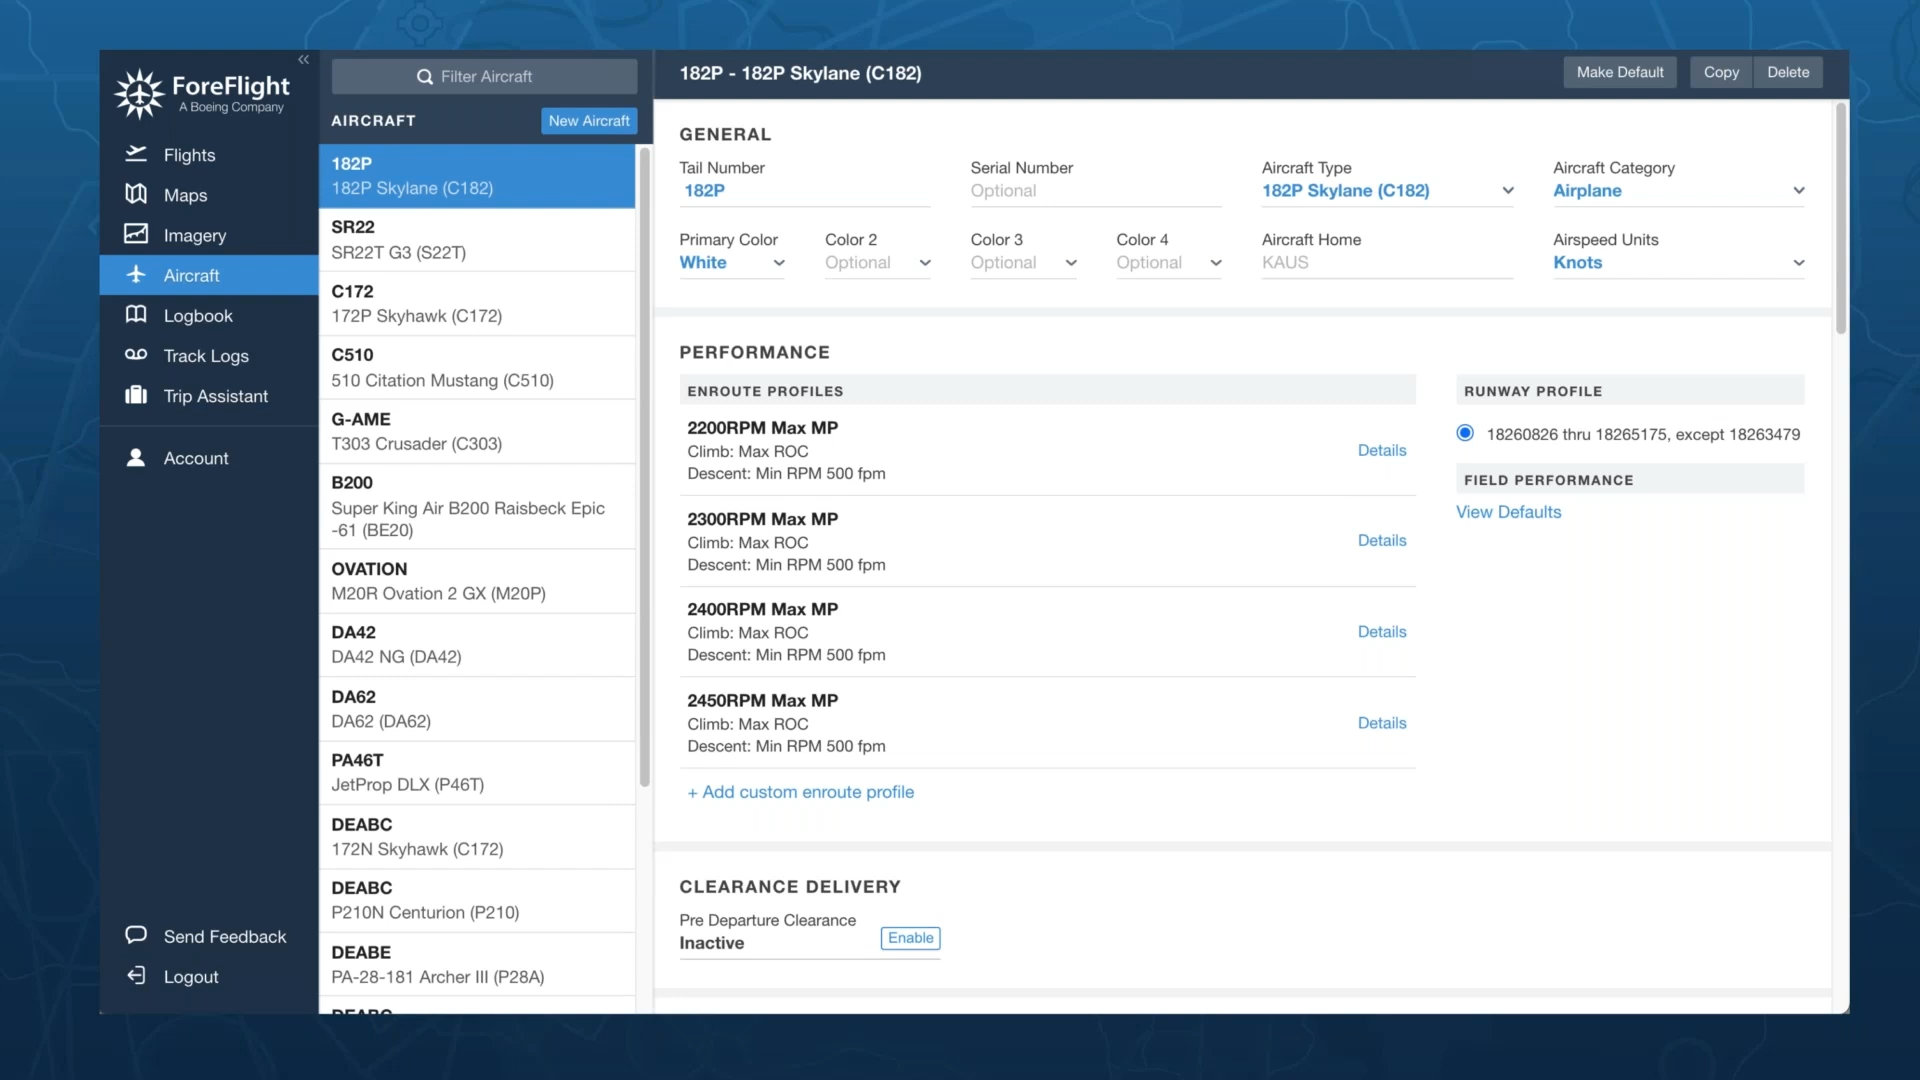 ForeFlight
A Boeing Company
Flights
Maps
Imagery
Aircraft
Logbook
Track Logs
Trip Assistant
Account
Send Feedback
Logout
Filter Aircraft
AIRCRAFT
New Aircraft
182P
182P Skylane (C182)
SR22
SR22T G3 (S22T)
C172
172P Skyhawk (C172)
C510
510 Citation Mustang (C510)
G-AME
T303 Crusader (C303)
B200
Super King Air B200 Raisbeck Epic
-61 (BE20)
OVATION
M20R Ovation 2 GX (M20P)
DA42
DA42 NG (DA42)
DA62
DA62 (DA62)
PA46T
JetProp DLX (P46T)
DEABC
172N Skyhawk (C172)
DEABC
P210N Centurion (P210)
DEABE
PA-28-181 Archer III (P28A)
182P - 182P Skylane (C182)
Make Default
Copy
Delete
GENERAL
Tail Number
182P
Serial Number
Optional
Aircraft Type
182P Skylane (C182)
Aircraft Category
Airplane
Primary Color
White
Color 2
Optional
Color 3
Optional
Color 4
Optional
Aircraft Home
KAUS
Airspeed Units
Knots
PERFORMANCE
ENROUTE PROFILES
2200RPM Max MP
Climb: Max ROC
Descent: Min RPM 500 fpm
Details
2300RPM Max MP
Climb: Max ROC
Descent: Min RPM 500 fpm
Details
2400RPM Max MP
Climb: Max ROC
Descent: Min RPM 500 fpm
Details
2450RPM Max MP
Climb: Max ROC
Descent: Min RPM 500 fpm
Details
+ Add custom enroute profile
RUNWAY PROFILE
18260826 thru 18265175, except 18263479
FIELD PERFORMANCE
View Defaults
CLEARANCE DELIVERY
Pre Departure Clearance
Inactive
Enable